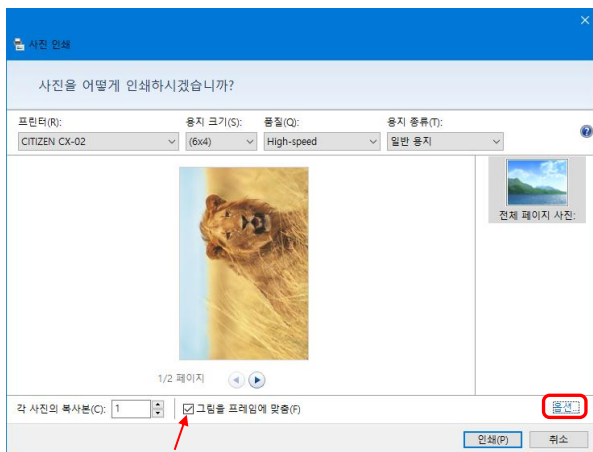 사진 인쇄
사진을 어떻게 인쇄하시겠습니까?
프린터(R): 용지 크기(S): 품질(Q): 용지 종류(T):
CITIZEN CX-02 (6x4) High-speed 일반 용지
전체 페이지 사진:
1/2 페이지
각 사진의 복사본(C): 1 그림을 프레임에 맞춤(F) 옵션...
인쇄(P) 취소